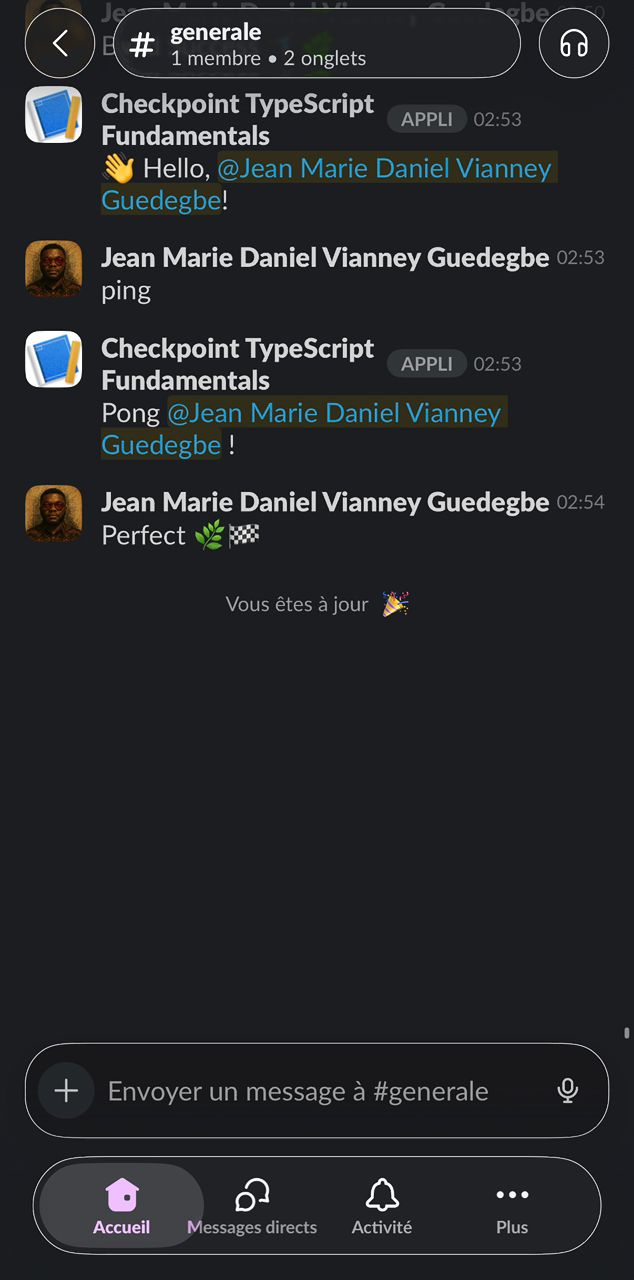 generale
1 membre • 2 onglets
Checkpoint TypeScript
Fundamentals
APPLI 02:53
👋 Hello, @Jean Marie Daniel Vianney
Guedegbe!
Jean Marie Daniel Vianney Guedegbe 02:53
ping
Checkpoint TypeScript
Fundamentals
APPLI 02:53
Pong @Jean Marie Daniel Vianney
Guedegbe !
Jean Marie Daniel Vianney Guedegbe 02:54
Perfect 🌿🏁
Vous êtes à jour 🎉
Envoyer un message à #generale
Accueil
Messages directs
Activité
Plus